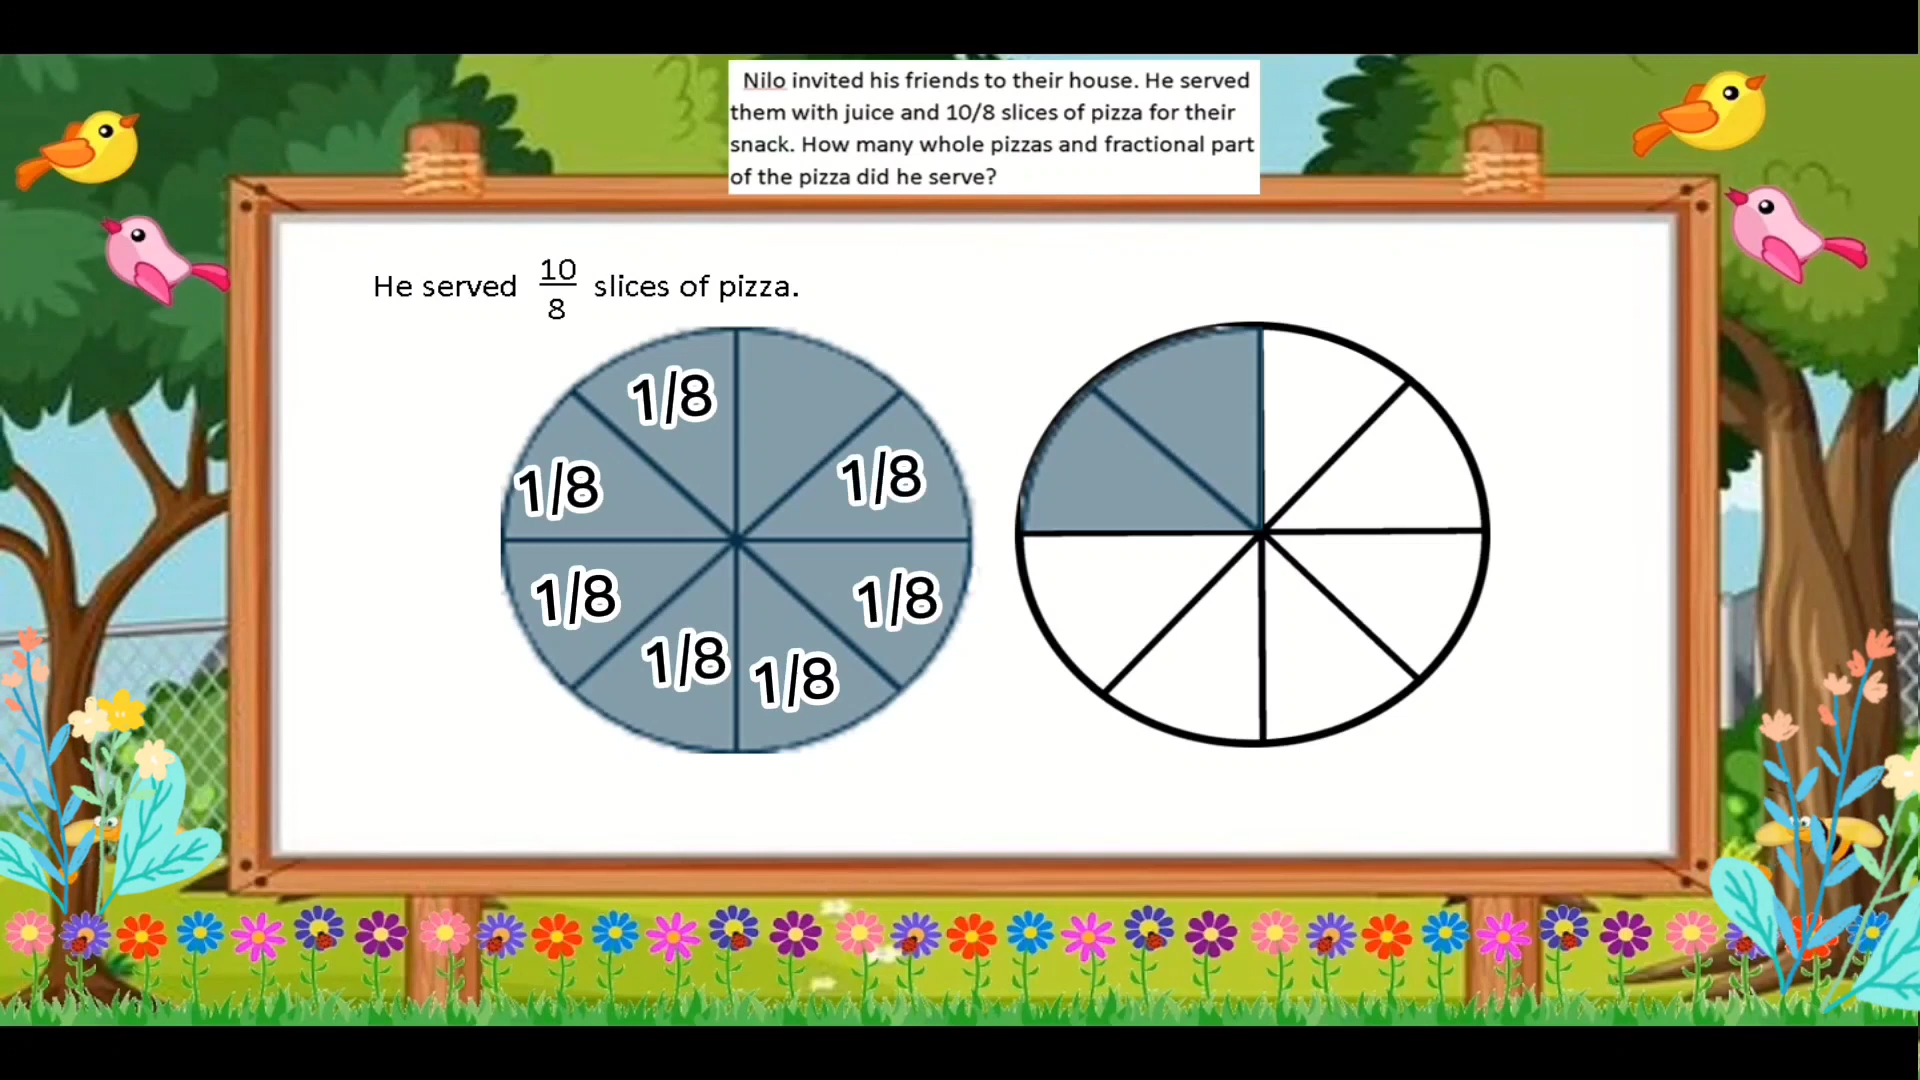 Nilo invited his friends to their house. He served
them with juice and 10/8 slices of pizza for their
snack. How many whole pizzas and fractional part
of the pizza did he serve?
He served 10/8 slices of pizza.
1/8
1/8
1/8
1/8
1/8
1/8
1/8